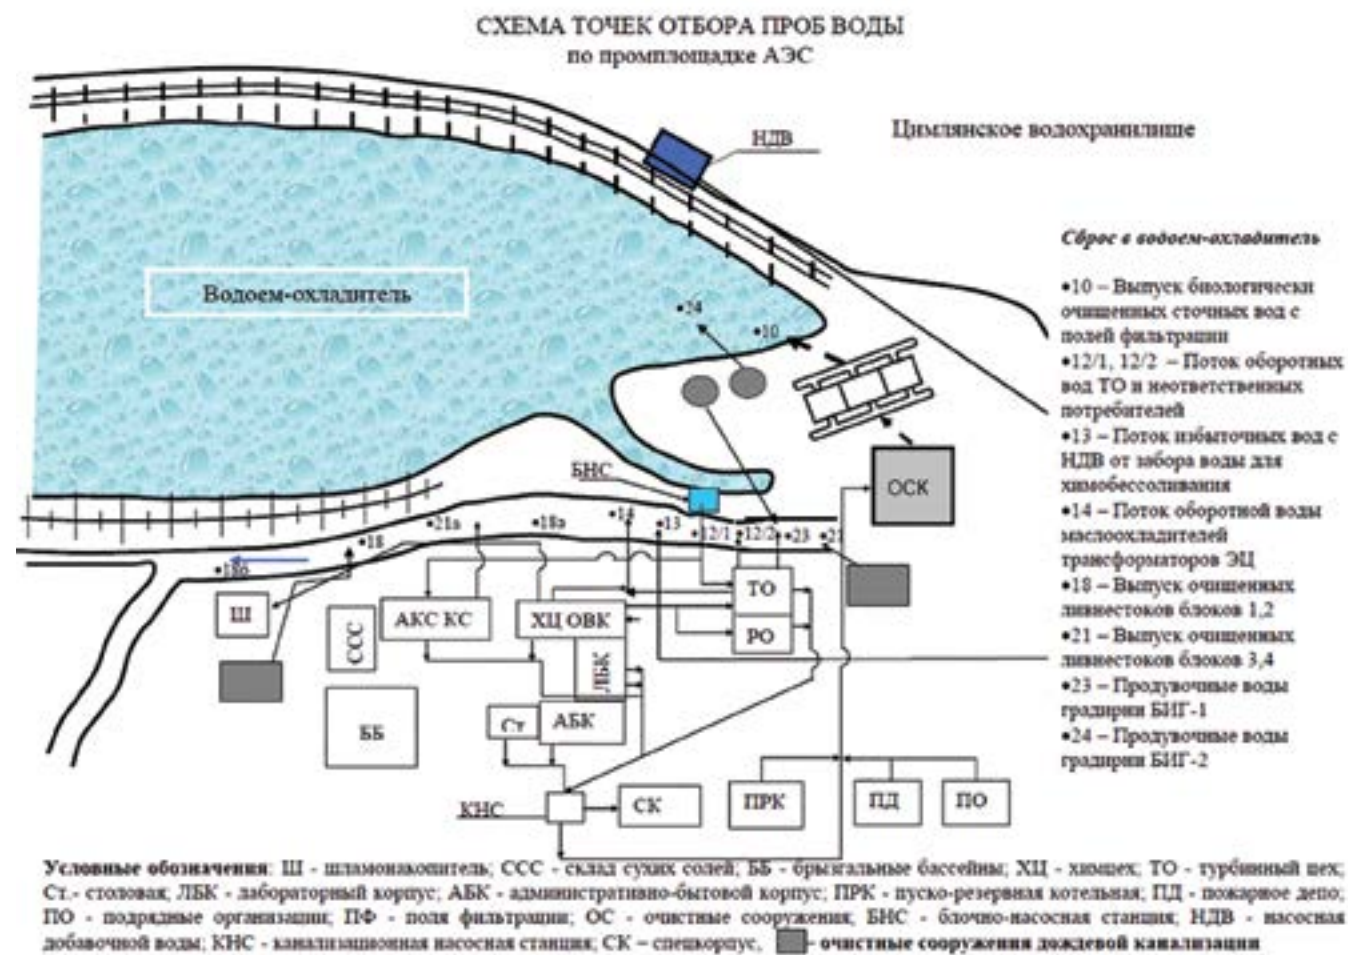 СХЕМА ТОЧЕК ОТБОРА ПРОБ ВОДЫ
по промплощадке АЭС
НДВ
Цимлянское водохранилише
Сброс в водоем-охладитель
•10 – Выпуск биологически
очищенных сточных вод с
полей фильтрации
•12/1, 12/2 – Поток оборотных
вод ТО и неответственных
потребителей
•13 – Поток избыточных вод с
НДВ от забора воды для
химобессоливания
•14 – Поток оборотной воды
маслоохладителей
трансформаторов ЭЦ
•18 – Выпуск очищенных
ливнестоков блоков 1,2
•21 – Выпуск очищенных
ливнестоков блоков 3,4
•23 – Продувочные воды
градирни БИГ-1
•24 – Продувочные воды
градирни БИГ-2
Водоем-охладитель
•24
•10
БНС
ОСК
•21а
•18а
•14
•13
•12/1
•12/2
•23
•21
•18
•18б
Ш
ССС
АКС КС
ХЦ ОВК
ТО
РО
ЛБК
ББ
Ст
АБК
КНС
СК
ПРК
ПД
ПО
Условные обозначения: Ш - шламонакопитель; ССС - склад сухих солей; ББ - брызгальные бассейны; ХЦ - химцех; ТО - турбинный цех;
Ст.- столовая; ЛБК - лабораторный корпус; АБК - административно-бытовой корпус; ПРК - пуско-резервная котельная; ПД - пожарное депо;
ПО - подрядные организации; ПФ - поля фильтрации; ОС - очистные сооружения; БНС - блочно-насосная станция; НДВ - насосная
добавочной воды; КНС - канализационная насосная станция; СК – спецкорпус, - очистные сооружения дождевой канализации